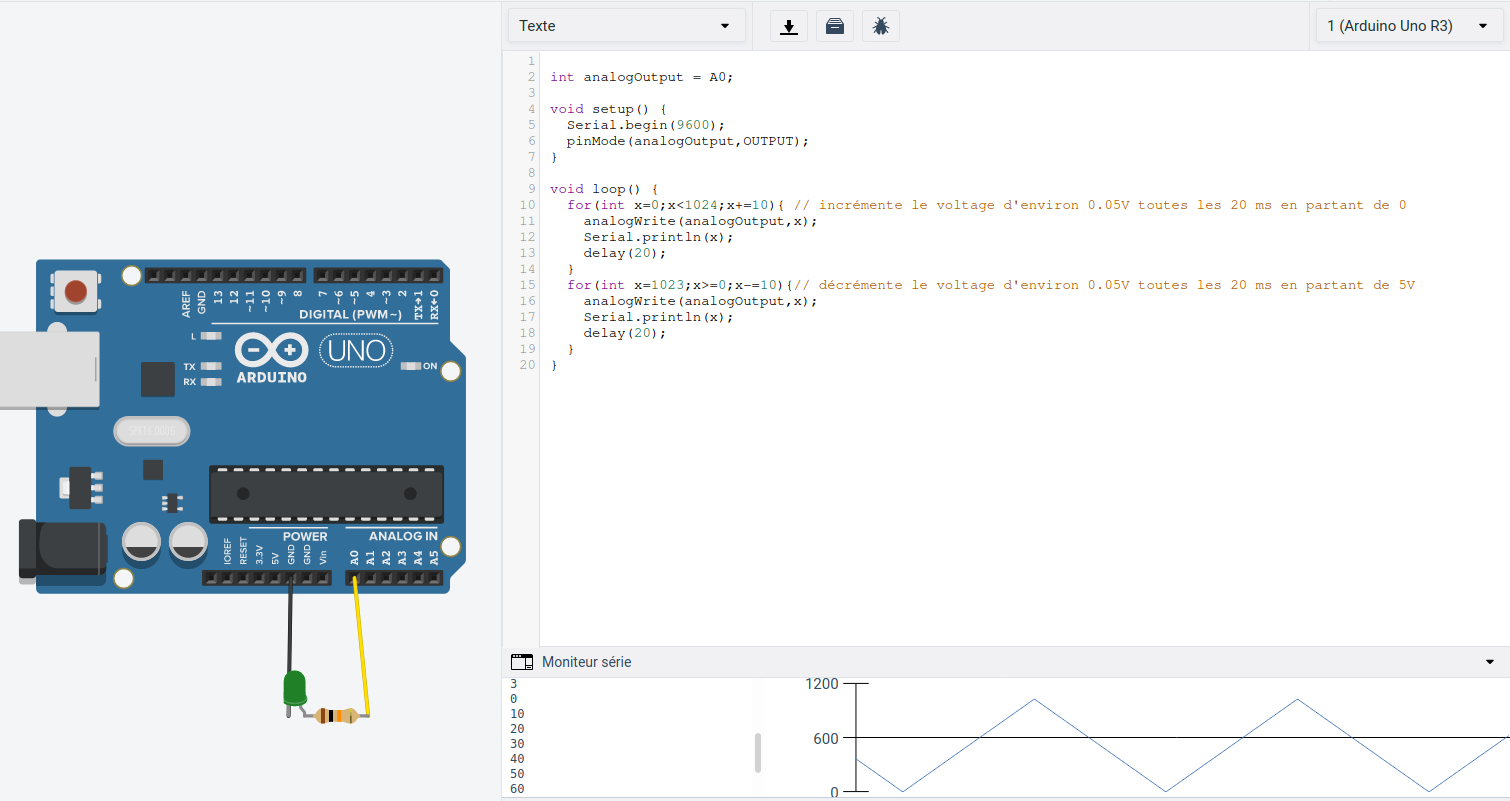 Texte
1 (Arduino Uno R3)
1
2 int analogOutput = A0;
3
4 void setup() {
5 Serial.begin(9600);
6 pinMode(analogOutput,OUTPUT);
7 }
8
9 void loop() {
10 for(int x=0;x<1024;x+=10){ // incrémente le voltage d'environ 0.05V toutes les 20 ms en partant de 0
11 analogWrite(analogOutput,x);
12 Serial.println(x);
13 delay(20);
14 }
15 for(int x=1023;x>=0;x-=10){// décrémente le voltage d'environ 0.05V toutes les 20 ms en partant de 5V
16 analogWrite(analogOutput,x);
17 Serial.println(x);
18 delay(20);
19 }
20 }
AREF GND 13 12 ~11 ~10 ~9 8 7 ~6 ~5 4 ~3 2 TX→1 RX←0
DIGITAL (PWM~)
L
TX
RX
ARDUINO
UNO
ON
POWER
ANALOG IN
IOREF RESET 3.3V 5V GND GND Vin A0 A1 A2 A3 A4 A5
Moniteur série
3
0
10
20
30
40
50
60
1200
600
0